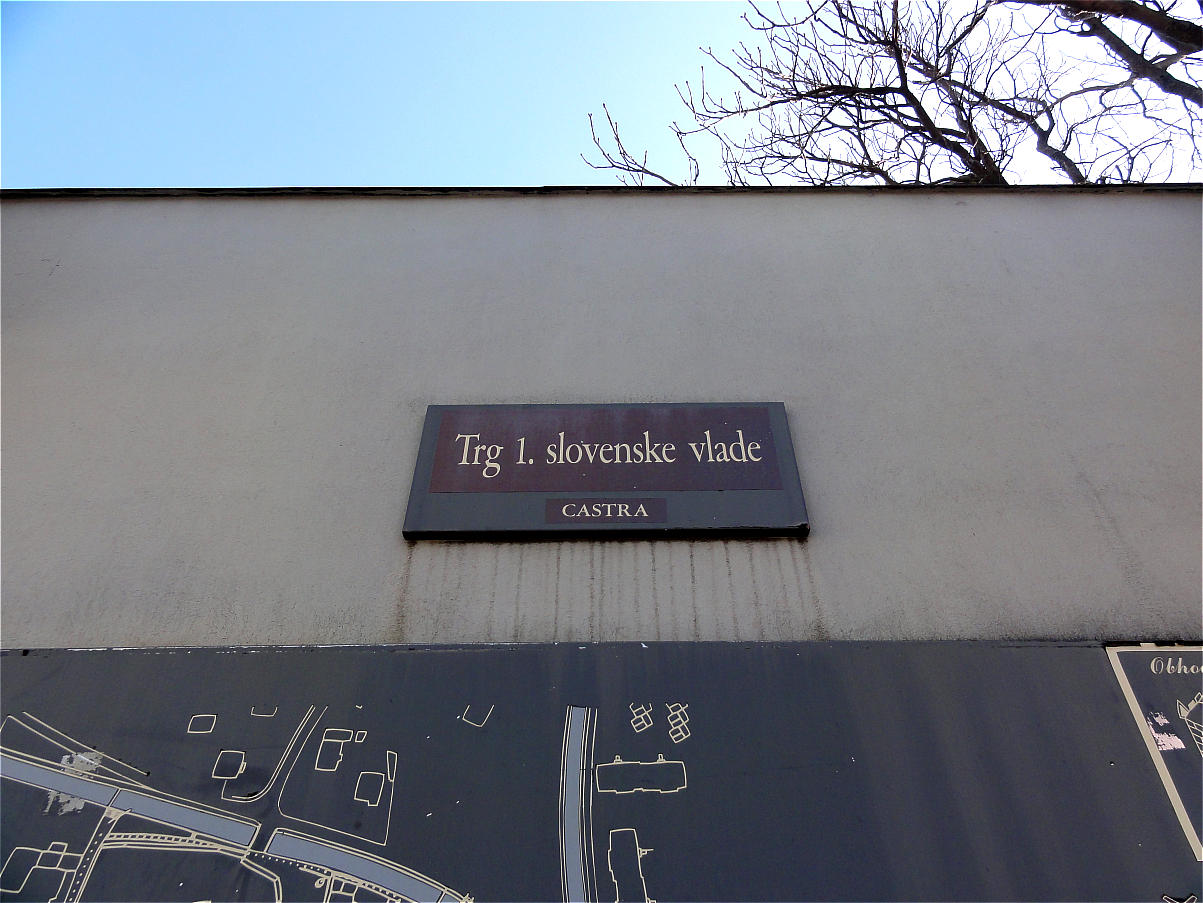 Trg 1. slovenske vlade
CASTRA